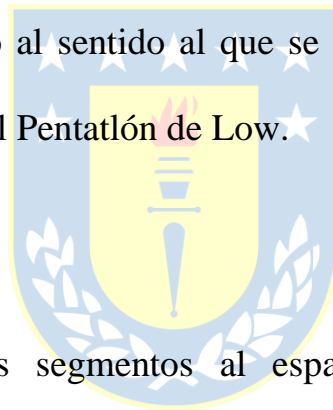 al sentido al que se
Pentatlón de Low.
segmentos al espa